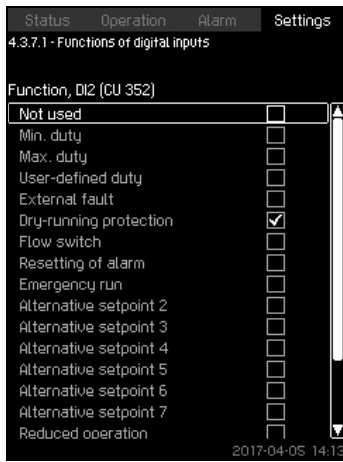 Status Operation Alarm Settings
4.3.7.1 - Functions of digital inputs
Function, DI2 (CU 352)
Not used
Min. duty
Max. duty
User-defined duty
External fault
Dry-running protection
Flow switch
Resetting of alarm
Emergency run
Alternative setpoint 2
Alternative setpoint 3
Alternative setpoint 4
Alternative setpoint 5
Alternative setpoint 6
Alternative setpoint 7
Reduced operation
2017-04-05 14:13